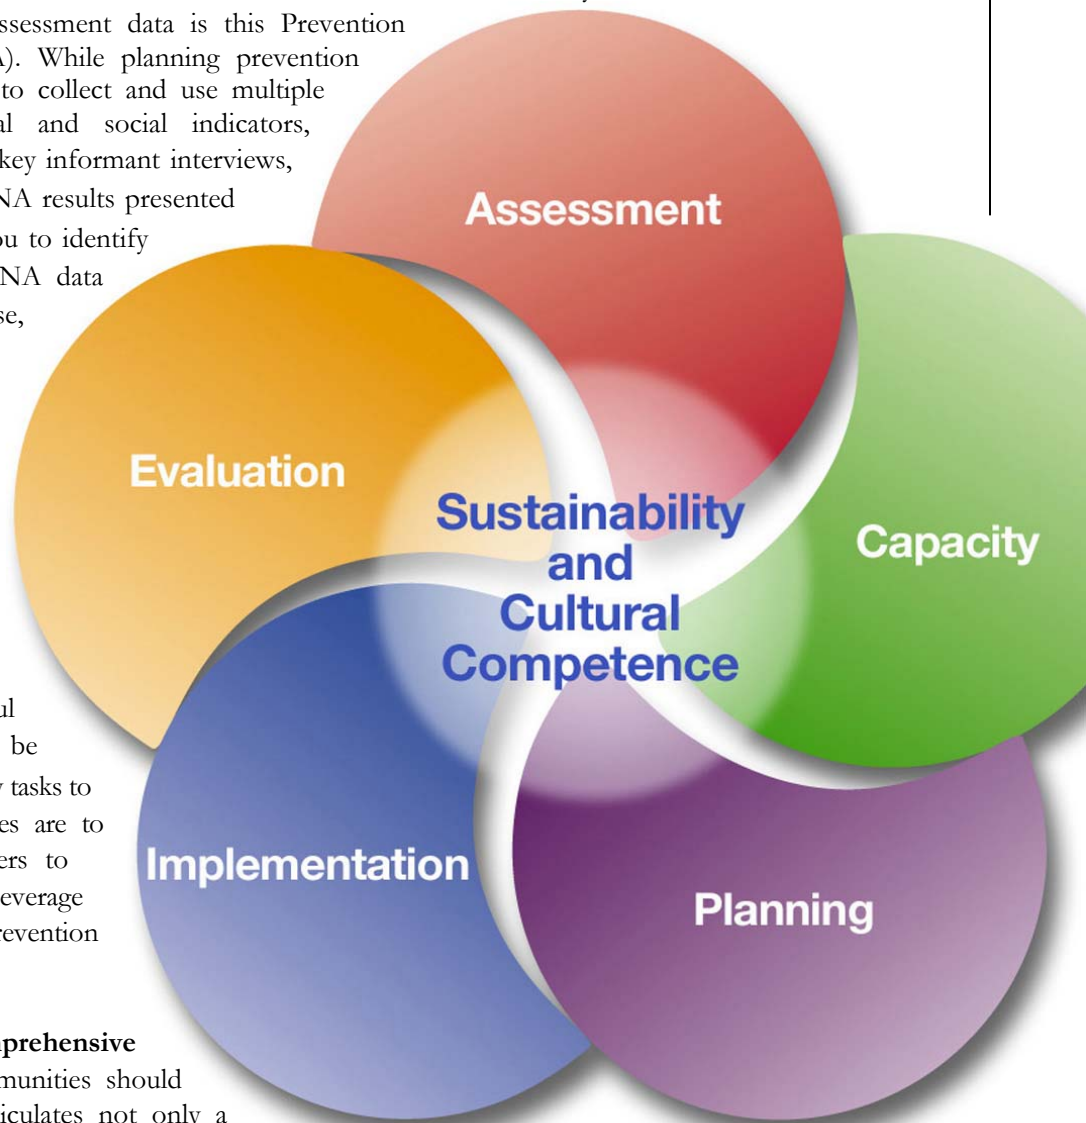 ssessment data is this Prevention
A). While planning prevention
to collect and use multiple
al and social indicators,
key informant interviews,
NA results presented
ou to identify
NA data
se,
Assessment
Evaluation
Capacity
Sustainability
and
Cultural
Competence
Implementation
Planning
ul
be
tasks to
es are to
ers to
everage
revention
prehensive
munities should
iculates not only a